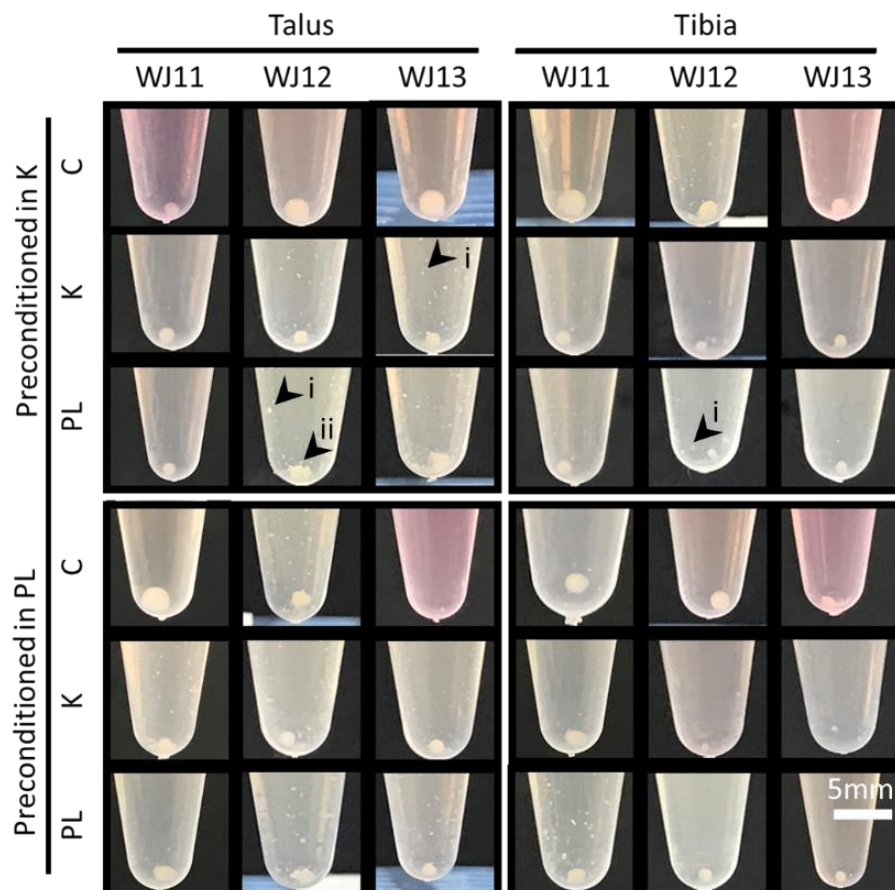 Talus Tibia
WJ11 WJ12 WJ13 WJ11 WJ12 WJ13
Preconditioned in K
C
K
i
PL
i
ii
i
Preconditioned in PL
C
K
PL
5mm